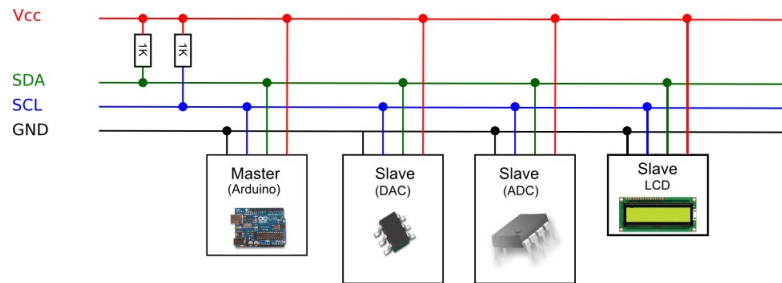 Vcc
1K
1K
SDA
SCL
GND
Master
(Arduino)
Slave
(DAC)
Slave
(ADC)
Slave
LCD